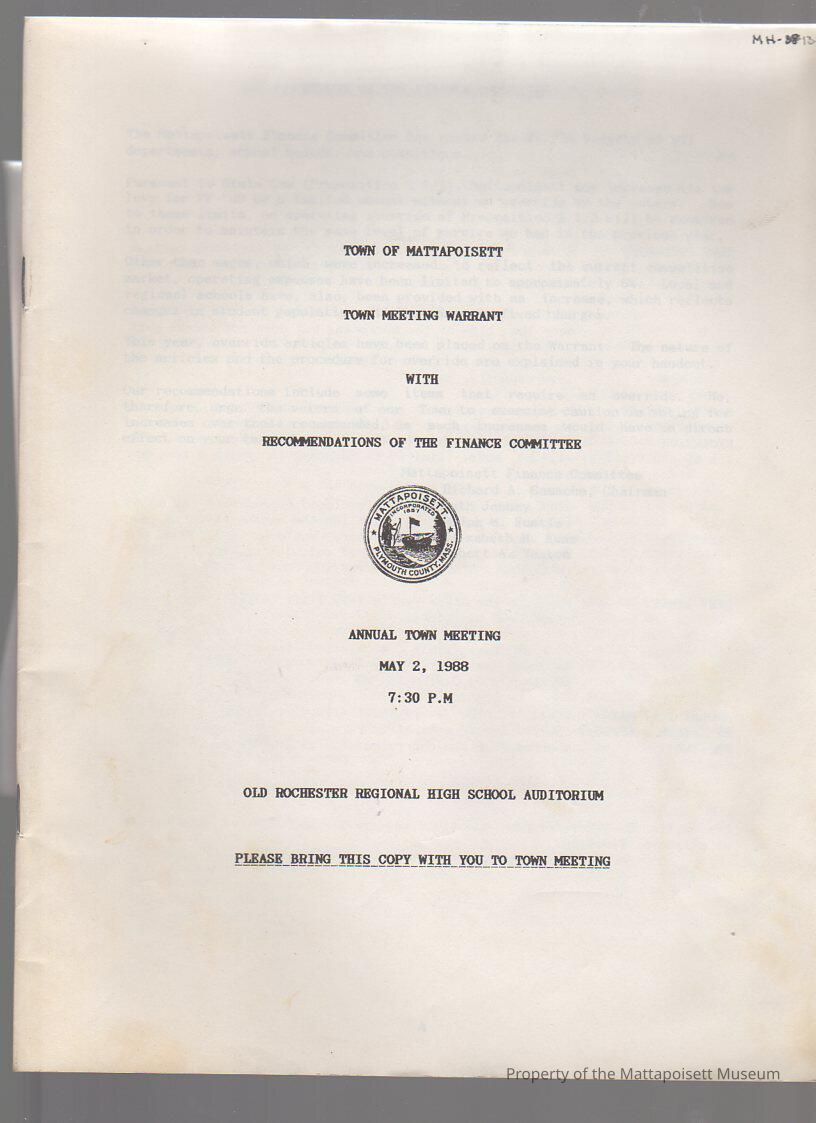 MH-3813
TOWN OF MATTAPOISETT
TOWN MEETING WARRANT
WITH
RECOMMENDATIONS OF THE FINANCE COMMITTEE
MATTAPOISETT,
INCORPORATED
1857
PLYMOUTH COUNTY, MASS.
ANNUAL TOWN MEETING
MAY 2, 1988
7:30 P.M
OLD ROCHESTER REGIONAL HIGH SCHOOL AUDITORIUM
PLEASE BRING THIS COPY WITH YOU TO TOWN MEETING
Property of the Mattapoisett Museum